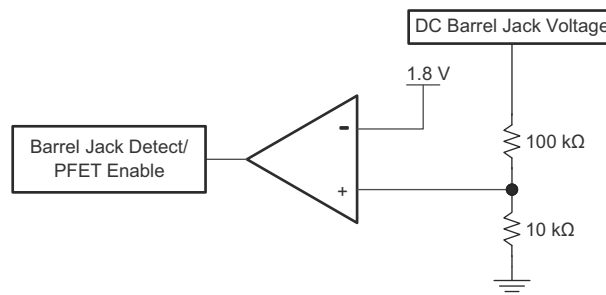 DC Barrel Jack Voltage
1.8 V
-
Barrel Jack Detect/
PFET Enable
100 kΩ
+
10 kΩ